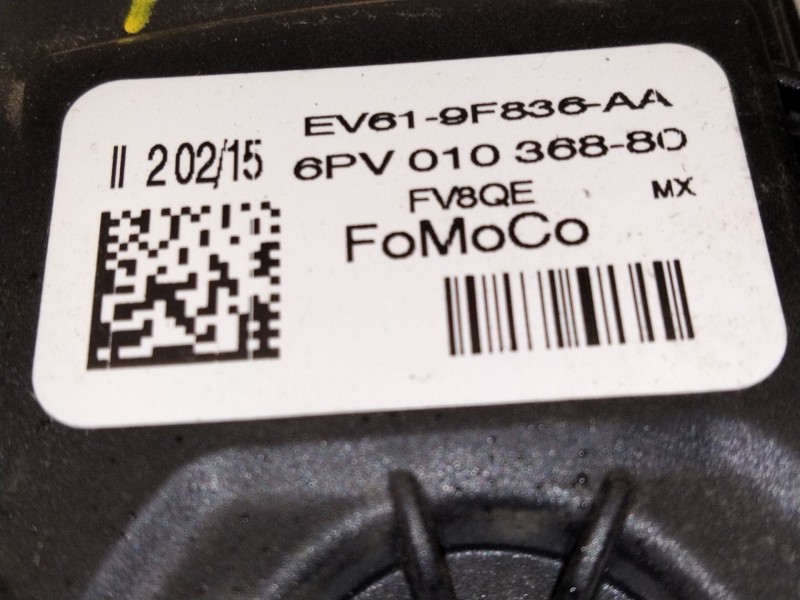 EV61-9F836-AA
II 202/15 6PV 010 368-80
FV8QE MX
FoMoCo